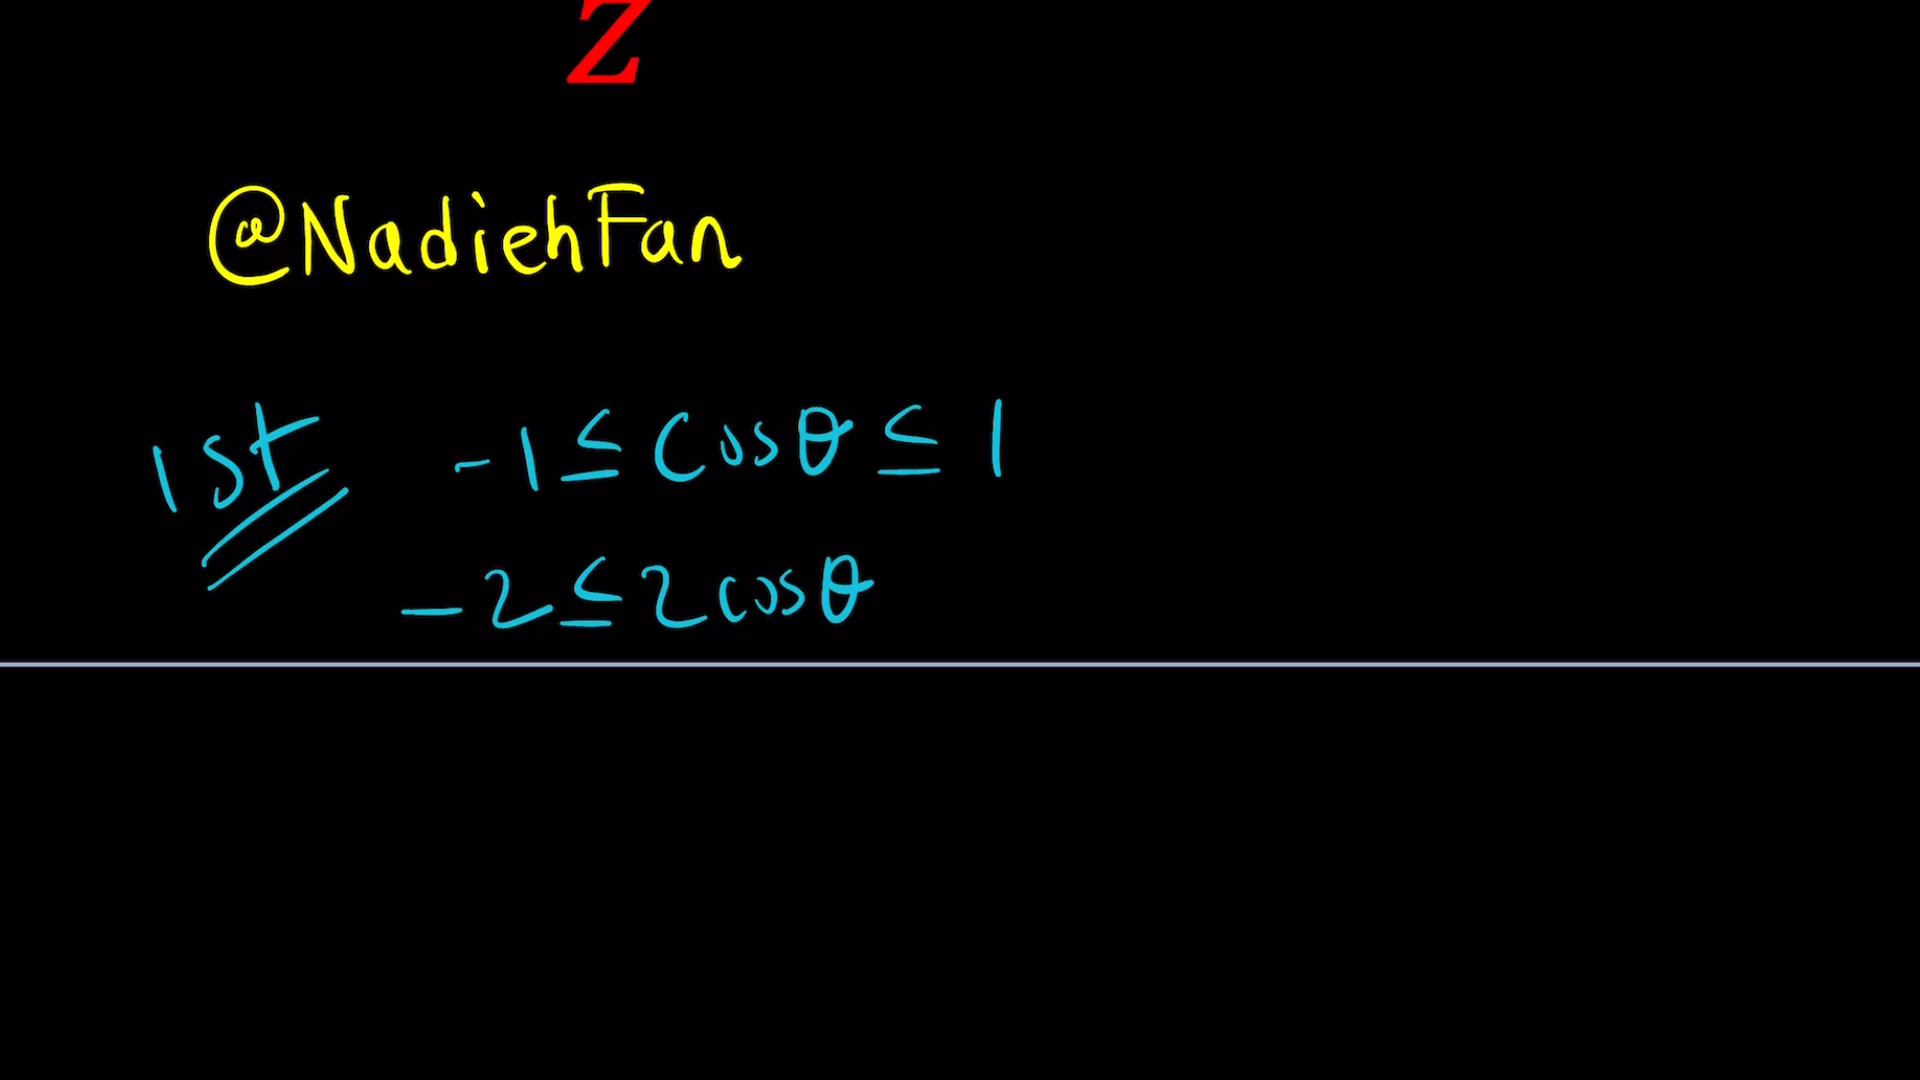 z
@NadiehFan
1st -1 ≤ cosθ ≤ 1
-2 ≤ 2cosθ